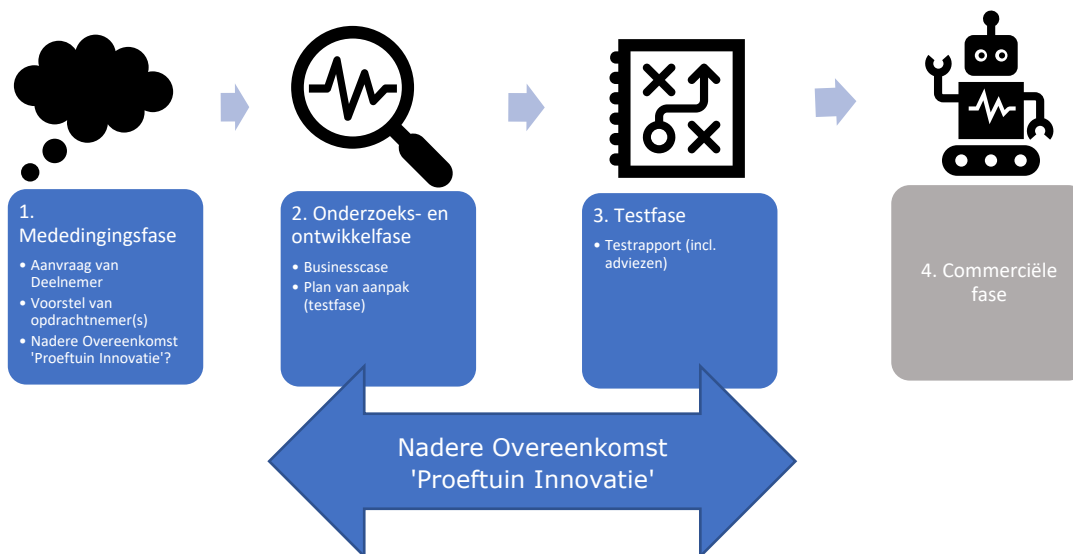 1.
Mededingingsfase
• Aanvraag van
Deelnemer
• Voorstel van
opdrachtnemer(s)
• Nadere Overeenkomst
'Proeftuin Innovatie'?
2. Onderzoeks- en
ontwikkelfase
• Businesscase
• Plan van aanpak
(testfase)
3. Testfase
• Testrapport (incl.
adviezen)
4. Commerciële
fase
Nadere Overeenkomst
'Proeftuin Innovatie'